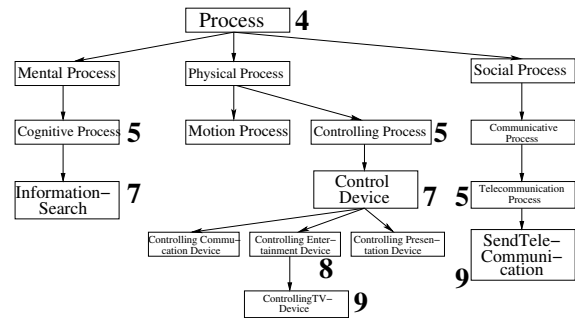 Process 4
Mental Process
Physical Process
Social Process
Cognitive Process 5
Motion Process
Controlling Process 5
Communicative
Process
Information-
Search
7
Control
Device
7
5 Telecommunication
Process
Controlling Commu-
cation Device
Controlling Enter-
tainment Device
Controlling Presen-
tation Device
8
SendTele-
Communi-
cation
9
ControllingTV-
Device
9